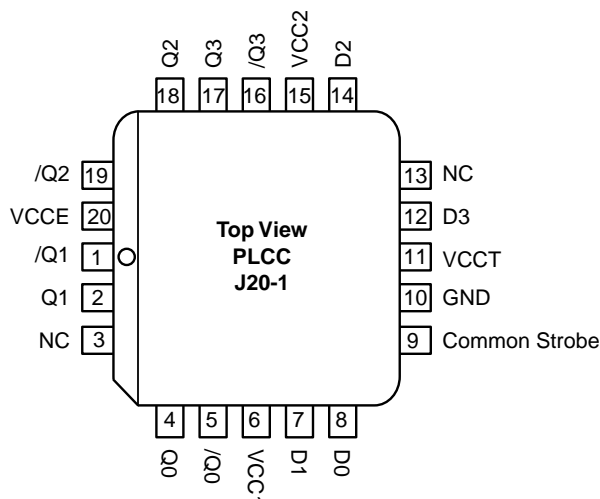 Q2 Q3 /Q3 VCC2 D2
18 17 16 15 14
/Q2 19
VCCE 20
/Q1 1
Q1 2
NC 3
Top View
PLCC
J20-1
13 NC
12 D3
11 VCCT
10 GND
9 Common Strobe
4 5 6 7 8
Q0 /Q0 VCC D1 D0